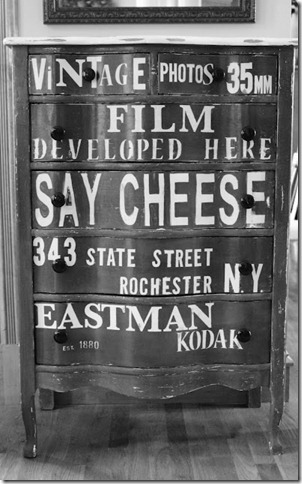 ViNTAGE PHOTOS 35MM
FILM
DEVELOPED HERE
SAY CHEESE
343 STATE STREET
ROCHESTER N.Y.
EASTMAN
EST. 1880 KODAK